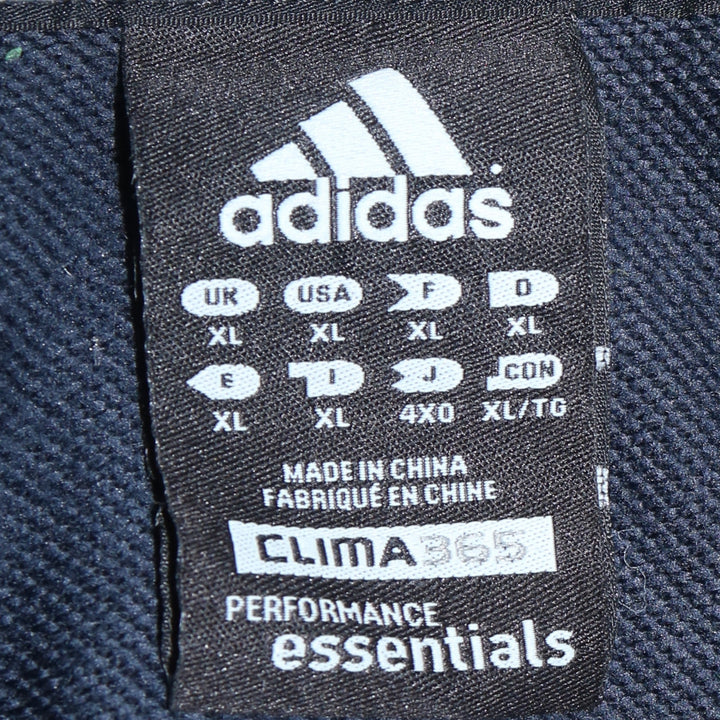 adidas
UK USA F D
XL XL XL XL
E I J CDN
XL XL 4XO XL/TG
MADE IN CHINA
FABRIQUÉ EN CHINE
CLIMA365
PERFORMANCE
essentials